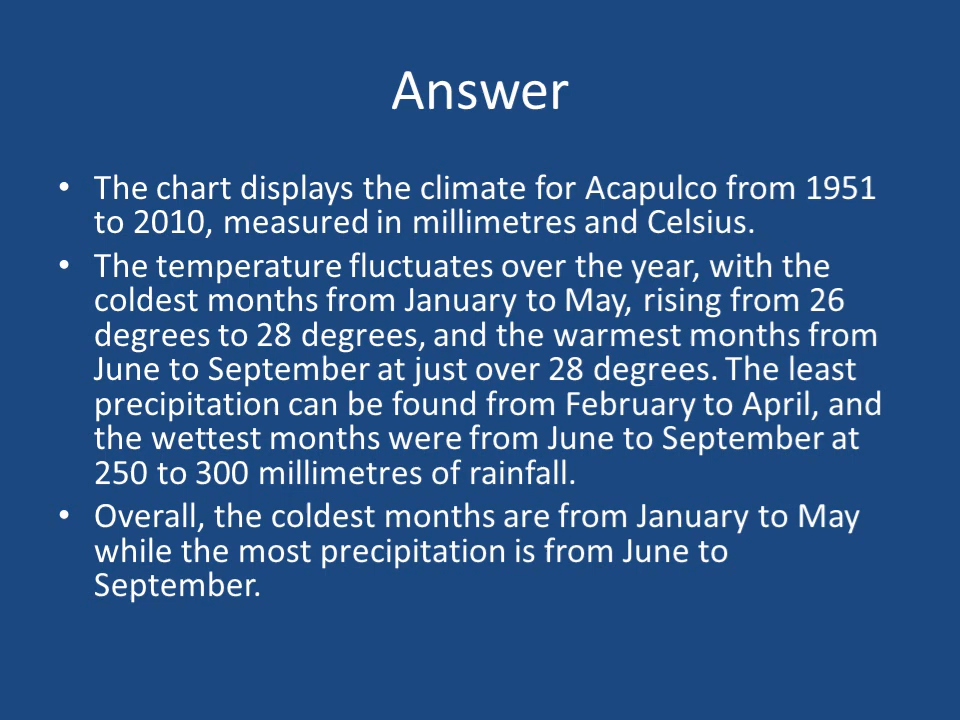 Answer
• The chart displays the climate for Acapulco from 1951
to 2010, measured in millimetres and Celsius.
• The temperature fluctuates over the year, with the
coldest months from January to May, rising from 26
degrees to 28 degrees, and the warmest months from
June to September at just over 28 degrees. The least
precipitation can be found from February to April, and
the wettest months were from June to September at
250 to 300 millimetres of rainfall.
• Overall, the coldest months are from January to May
while the most precipitation is from June to
September.